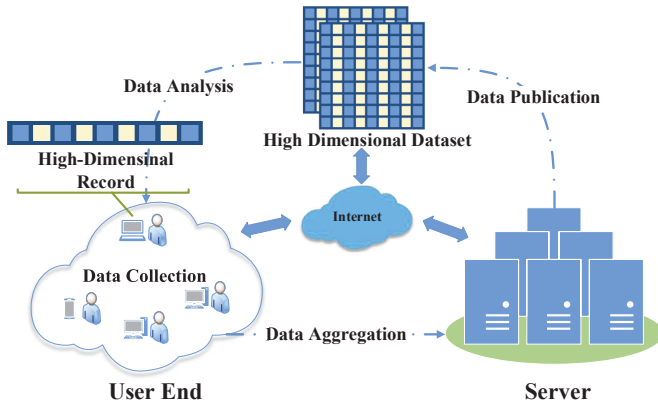 Data Analysis
Data Publication
High Dimensional Dataset
High-Dimensinal
Record
Internet
Data Collection
Data Aggregation
User End
Server